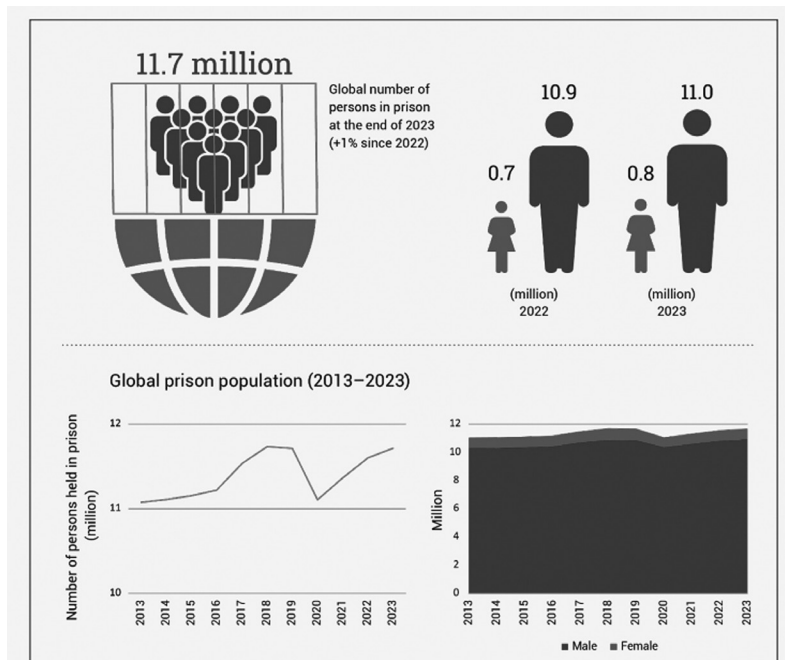 11.7 million
Global number of
persons in prison
at the end of 2023
(+1% since 2022)
10.9
0.7
(million)
2022
11.0
0.8
(million)
2023
Global prison population (2013–2023)
Number of persons held in prison
(million)
12
11
10
2013 2014 2015 2016 2017 2018 2019 2020 2021 2022 2023
Million
12
10
8
6
4
2
0
2013 2014 2015 2016 2017 2018 2019 2020 2021 2022 2023
Male Female